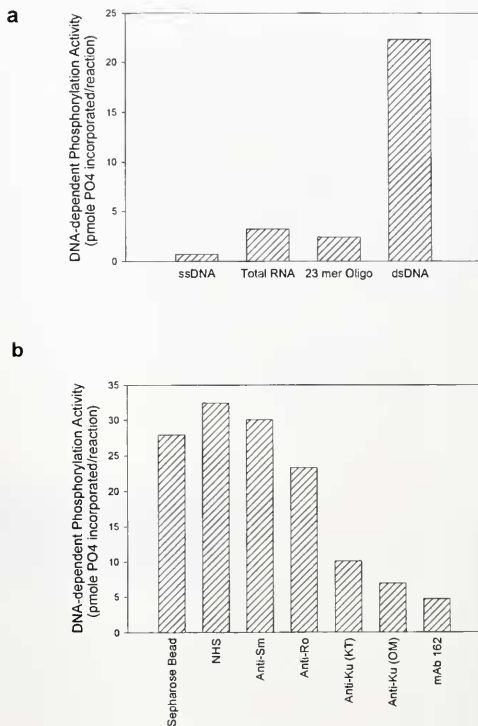 a
DNA-dependent Phosphorylation Activity
(pmole PO4 incorporated/reaction)
25
20
15
10
5
0
ssDNA
Total RNA
23 mer Oligo
dsDNA
b
DNA-dependent Phosphorylation Activity
(pmole PO4 incorporated/reaction)
35
30
25
20
15
10
5
0
Sepharose Bead
NHS
Anti-Sm
Anti-Ro
Anti-Ku (KT)
Anti-Ku (OM)
mAb 162